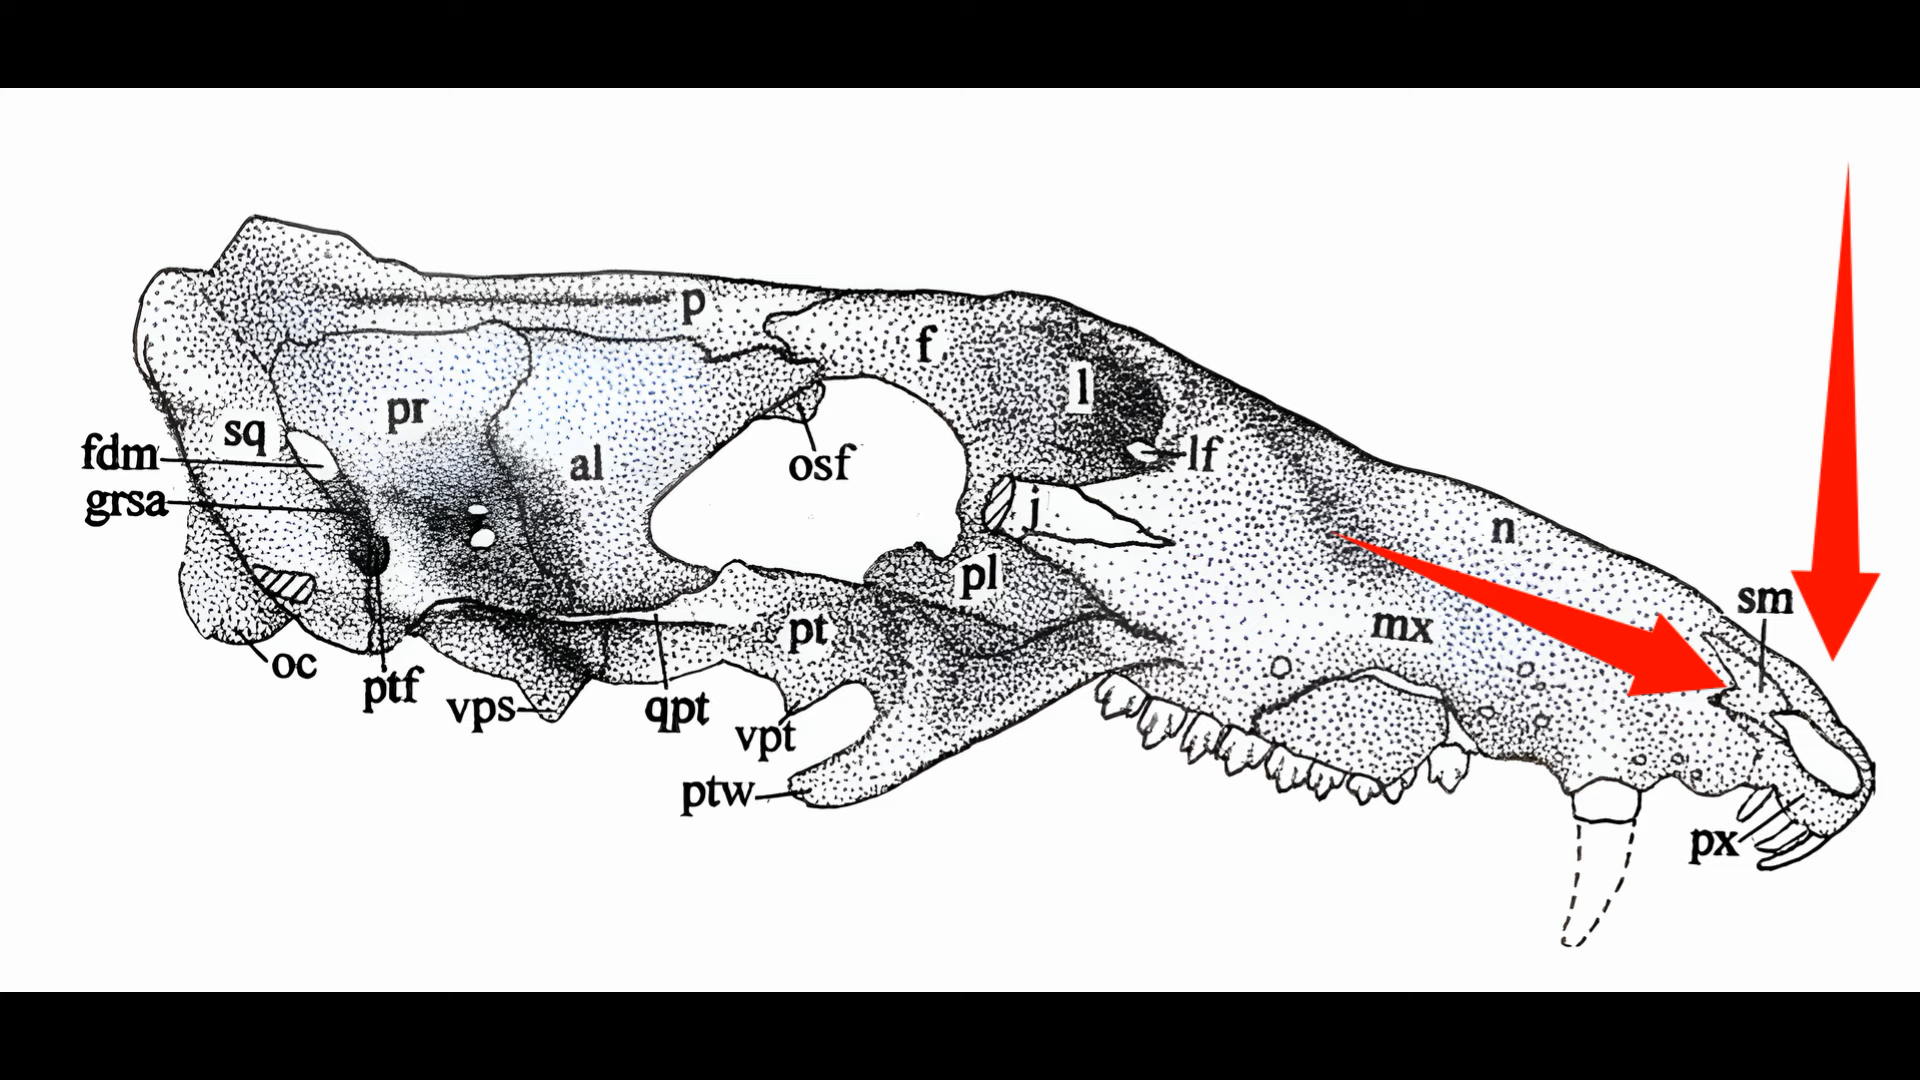 p
f
l
pr
sq
fdm
al
osf
lf
grsa
j
n
pl
sm
pt
mx
oc
ptf
vps
qpt
vpt
ptw
px